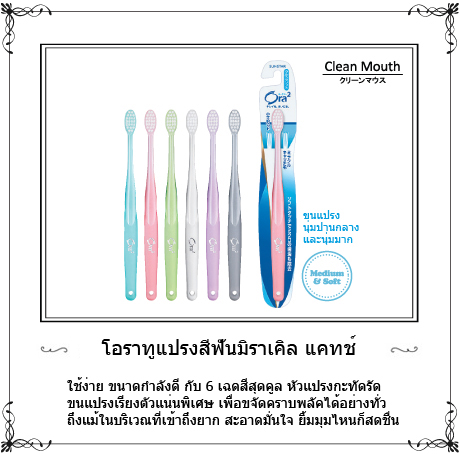 Clean Mouth
クリーンマウス
SUNSTAR
Ora2
ขนแปรง
นุ่มปานกลาง
และนุ่มมาก
Medium
& Soft
โอราทูแปรงสีฟันมิราเคิล แคทช์
ใช้ง่าย ขนาดกำลังดี กับ 6 เฉดสีสุดคูล หัวแปรงกะทัดรัด
ขนแปรงเรียงตัวแน่นพิเศษ เพื่อขจัดคราบพลัคได้อย่างทั่ว
ถึงแม้ในบริเวณที่เข้าถึงยาก สะอาดมั่นใจ ยิ้มมุมไหนก็สดชื่น